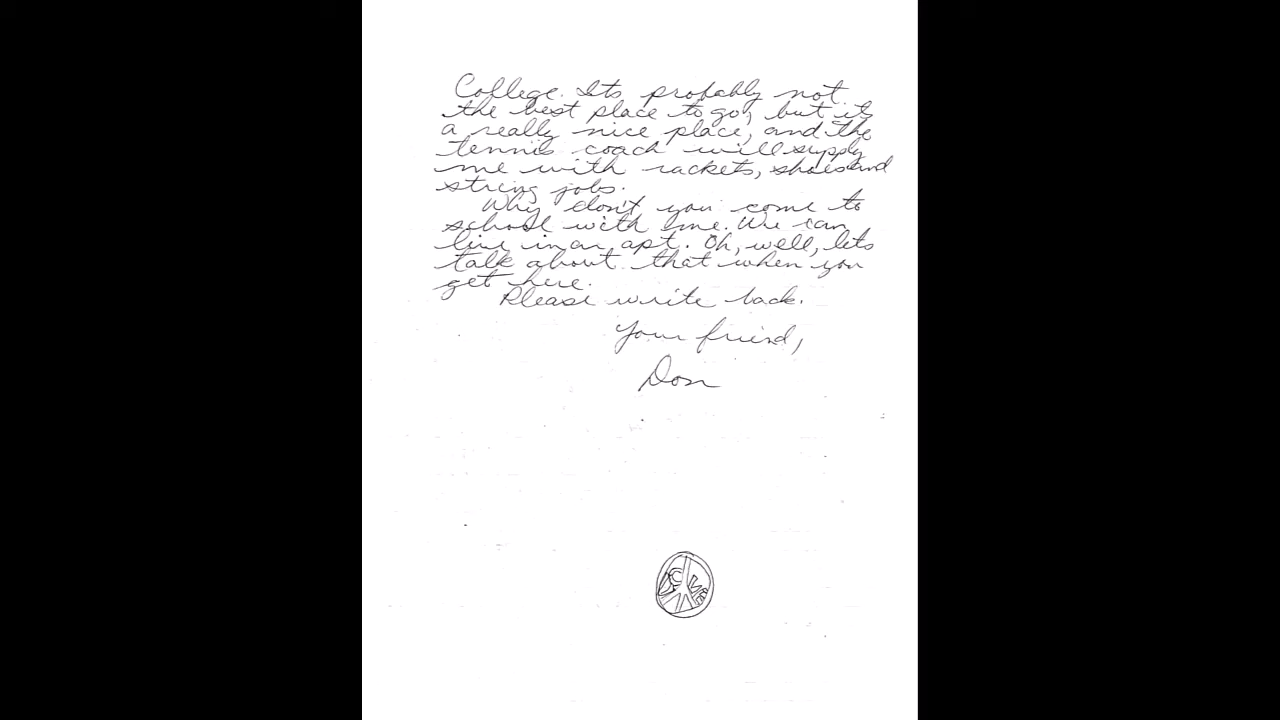 College. Its probably not
the best place to go, but its
a really nice place, and the
tennis coach will supply
me with rackets, shoes and
string jobs.
Why don't you come to
school with me. We can
live in an apt. Oh, well, lets
talk about that when you
get here.
Please write back.
Your friend,
Don